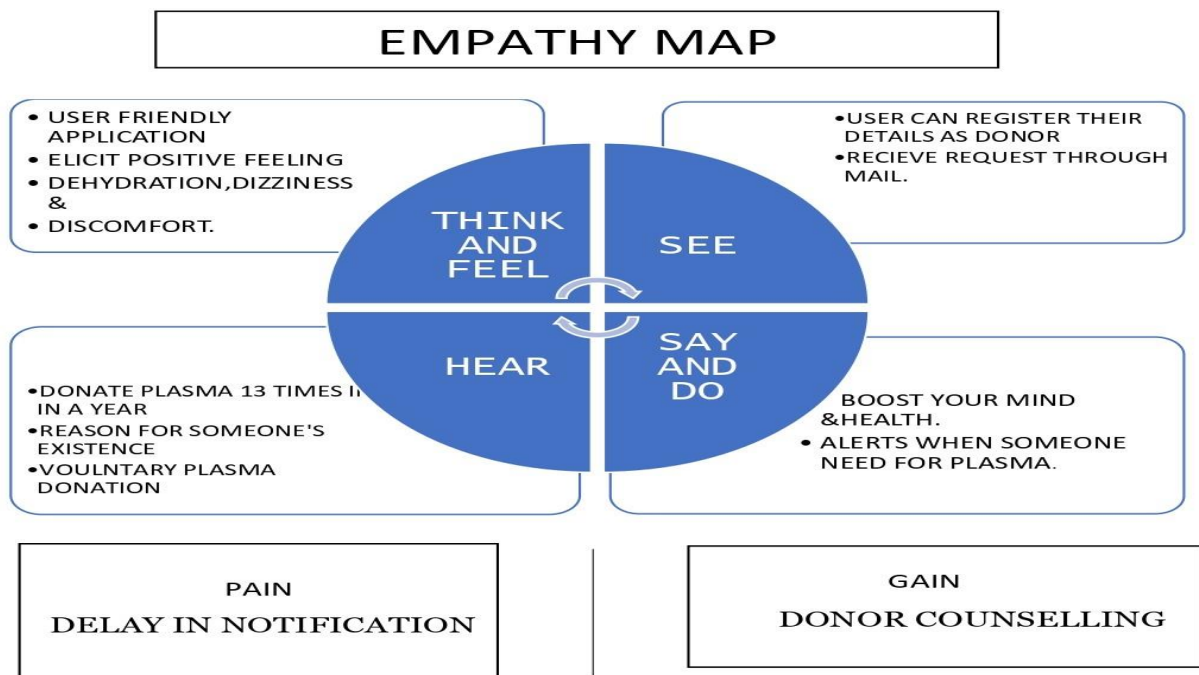 EMPATHY MAP
• USER FRIENDLY
APPLICATION
• ELICIT POSITIVE FEELING
• DEHYDRATION,DIZZINESS
&
• DISCOMFORT.
•USER CAN REGISTER THEIR
DETAILS AS DONOR
•RECIEVE REQUEST THROUGH
MAIL.
THINK
AND
FEEL
SEE
HEAR
SAY
AND
DO
•DONATE PLASMA 13 TIMES
IN A YEAR
•REASON FOR SOMEONE'S
EXISTENCE
•VOULNTARY PLASMA
DONATION
BOOST YOUR MIND
&HEALTH.
• ALERTS WHEN SOMEONE
NEED FOR PLASMA.
PAIN
DELAY IN NOTIFICATION
GAIN
DONOR COUNSELLING